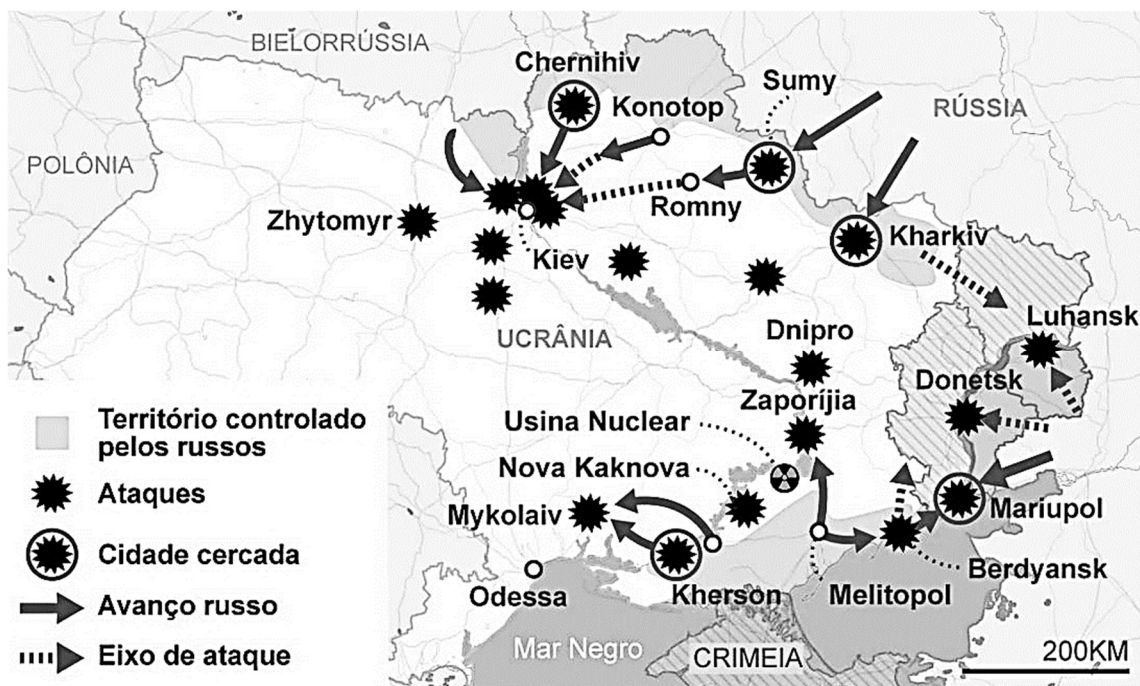 BIELORRÚSSIA
Chernihiv
Sumy
Konotop
RÚSSIA
POLÔNIA
Romny
Zhytomyr
Kharkiv
Kiev
Luhansk
Dnipro
UCRÂNIA
Donetsk
Zaporíjia
Usina Nuclear
Nova Kaknova
Mykolaiv
Mariupol
Berdyansk
Odessa
Kherson
Melitopol
Mar Negro
CRIMEIA
200KM
Território controlado
pelos russos
Ataques
Cidade cercada
Avanço russo
Eixo de ataque